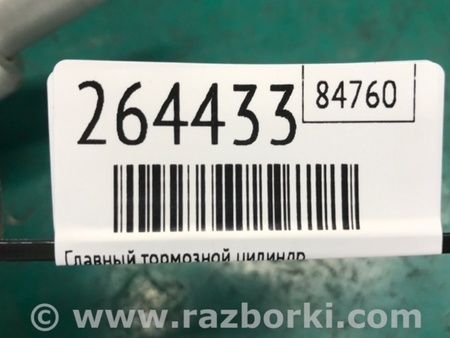 264433
84760
Главный тормозной цилиндр
© www.razborki.com